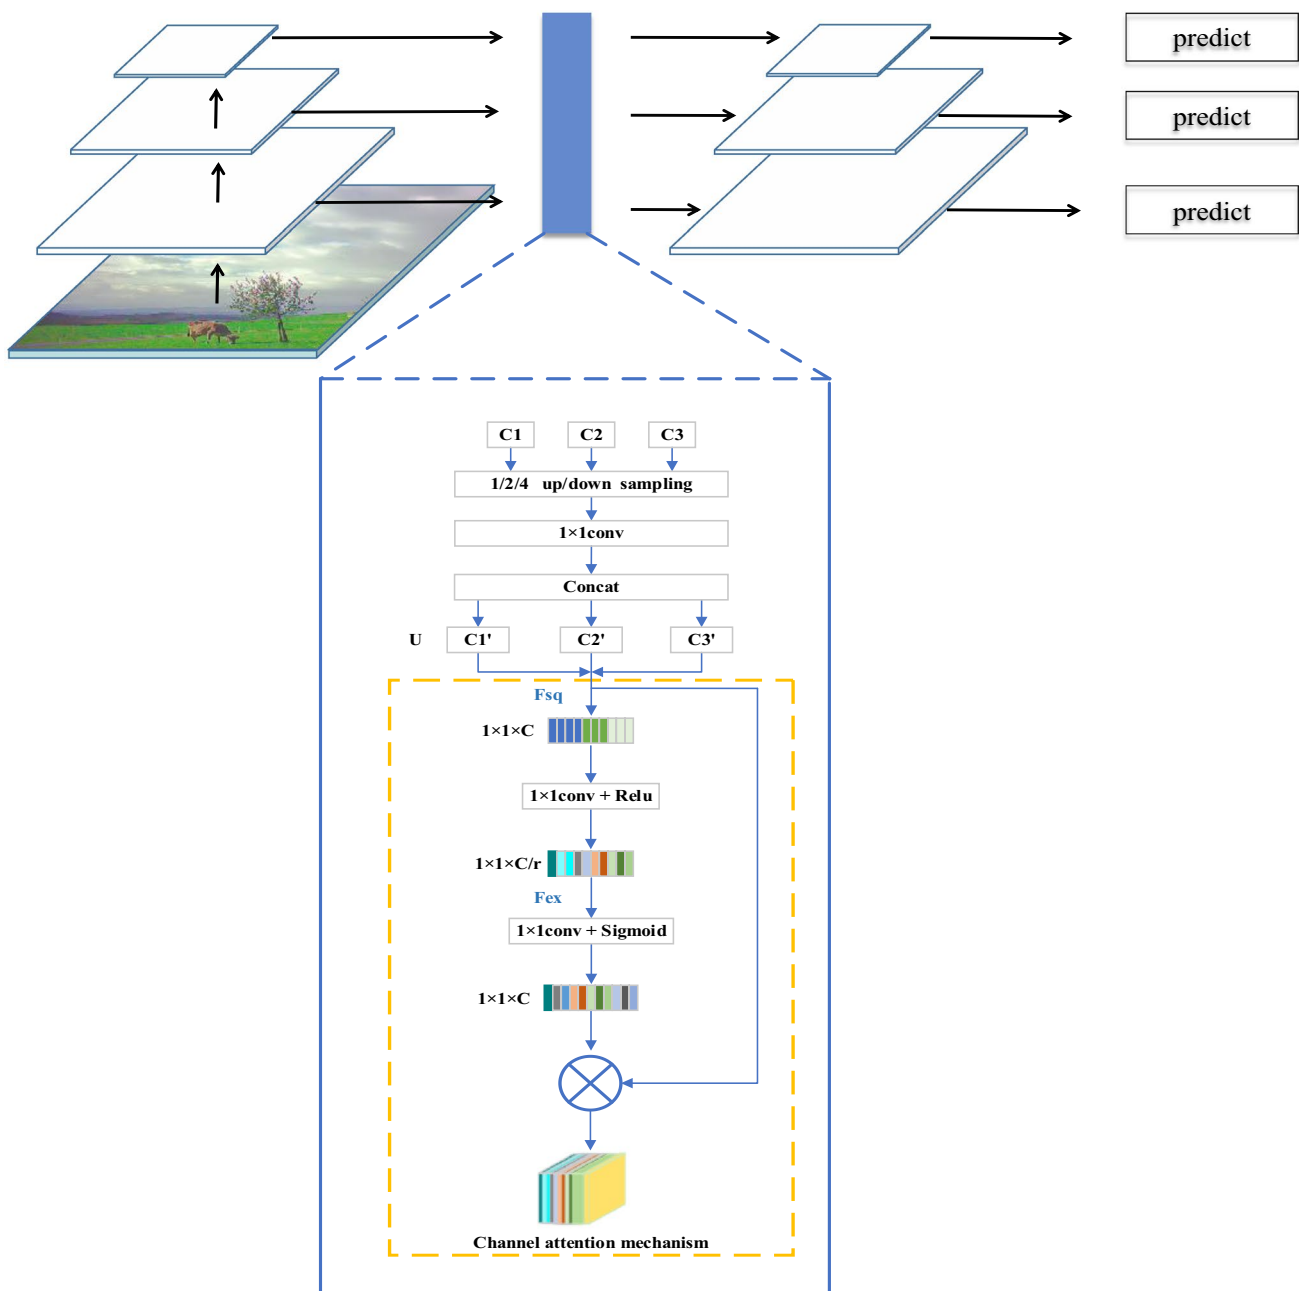 predict
predict
predict
C1 C2 C3
1/2/4 up/down sampling
1×1conv
Concat
U C1' C2' C3'
Fsq
1×1×C
1×1conv + Relu
1×1×C/r
Fex
1×1conv + Sigmoid
1×1×C
Channel attention mechanism